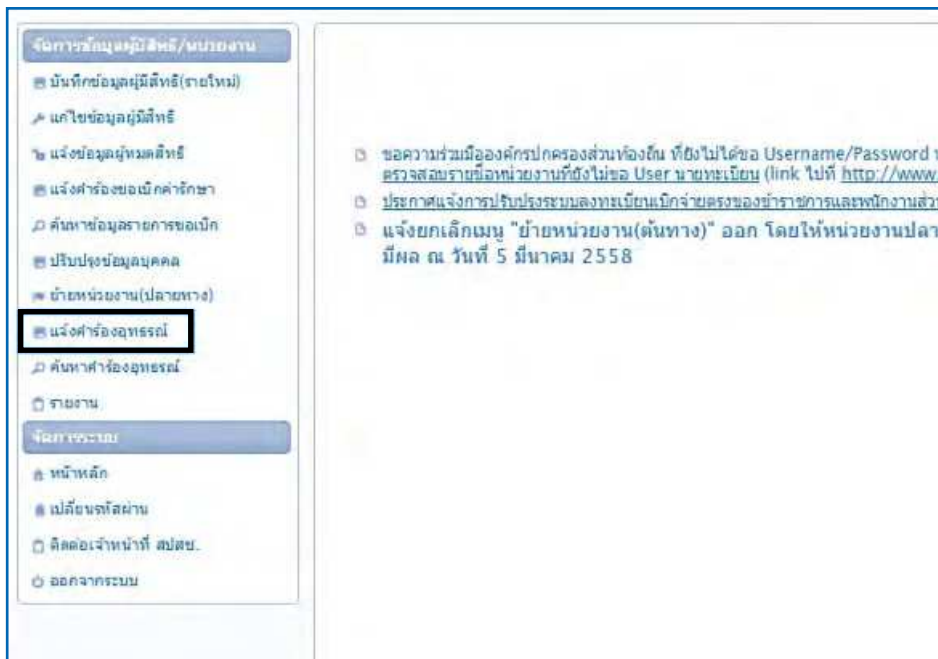 จัดการข้อมูลผู้มีสิทธิ/หน่วยงาน
บันทึกข้อมูลผู้มีสิทธิ(รายใหม่)
แก้ไขข้อมูลผู้มีสิทธิ
แจ้งข้อมูลผู้หมดสิทธิ
แจ้งคำร้องขอเบิกค่ารักษา
ค้นหาข้อมูลรายการขอเบิก
ปรับปรุงข้อมูลบุคคล
ย้ายหน่วยงาน(ปลายทาง)
แจ้งคำร้องอุทธรณ์
ค้นหาคำร้องอุทธรณ์
รายงาน
จัดการระบบ
หน้าหลัก
เปลี่ยนรหัสผ่าน
ติดต่อเจ้าหน้าที่ สปสช.
ออกจากระบบ
ขอความร่วมมือองค์กรปกครองส่วนท้องถิ่น ที่ยังไม่ได้ขอ Username/Password
ตรวจสอบรายชื่อหน่วยงานที่ยังไม่ขอ User นายทะเบียน (link ไปที่ http://www.
ประกาศแจ้งการปรับปรุงระบบลงทะเบียนเบิกจ่ายตรงของข้าราชการและพนักงานส่ว
แจ้งยกเลิกเมนู "ย้ายหน่วยงาน(ต้นทาง)" ออก โดยให้หน่วยงานปลา
มีผล ณ วันที่ 5 มีนาคม 2558